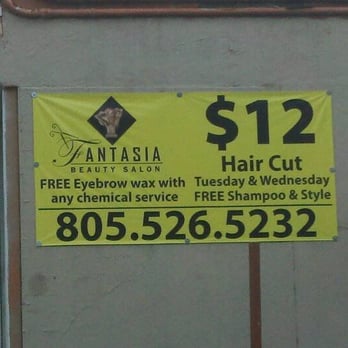 FANTASIA
BEAUTY SALON
FREE Eyebrow wax with
any chemical service
$12
Hair Cut
Tuesday & Wednesday
FREE Shampoo & Style
805.526.5232